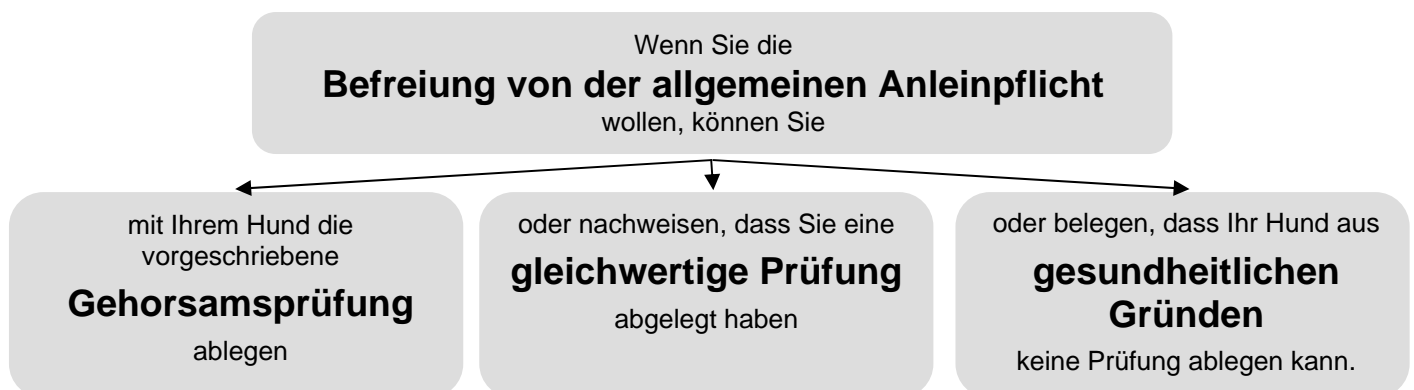 Wenn Sie die
Befreiung von der allgemeinen Anleinpflicht
wollen, können Sie
mit Ihrem Hund die
vorgeschriebene
Gehorsamsprüfung
ablegen
oder nachweisen, dass Sie eine
gleichwertige Prüfung
abgelegt haben
oder belegen, dass Ihr Hund aus
gesundheitlichen
Gründen
keine Prüfung ablegen kann.